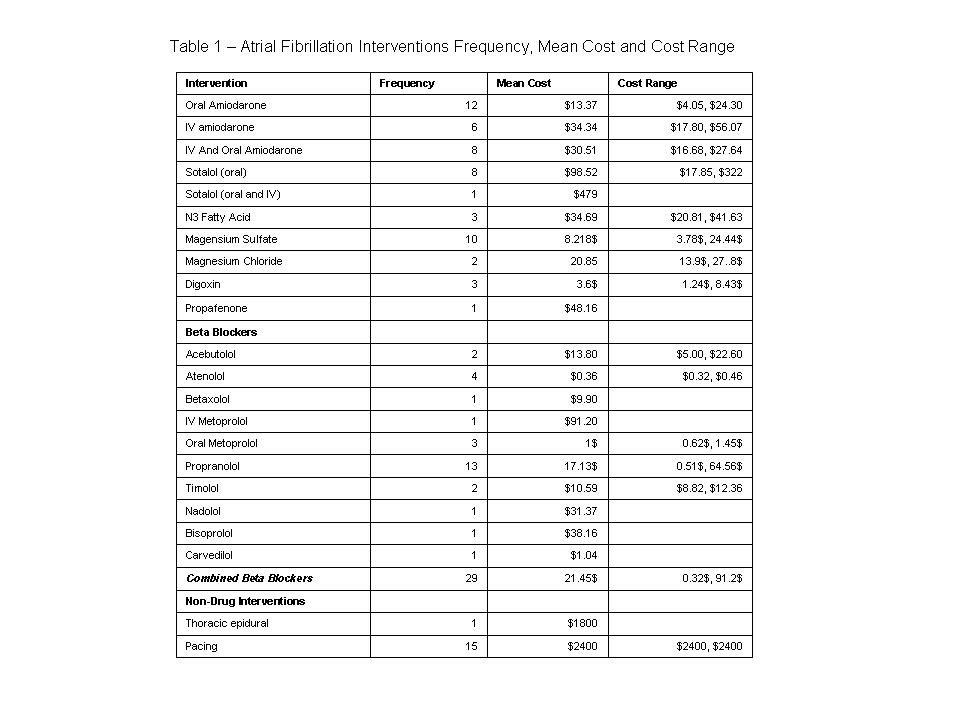 Table 1 – Atrial Fibrillation Interventions Frequency, Mean Cost and Cost Range
Intervention Frequency Mean Cost Cost Range
Oral Amiodarone 12 $13.37 $4.05, $24.30
IV amiodarone 6 $34.34 $17.80, $56.07
IV And Oral Amiodarone 8 $30.51 $16.68, $27.64
Sotalol (oral) 8 $98.52 $17.85, $322
Sotalol (oral and IV) 1 $479
N3 Fatty Acid 3 $34.69 $20.81, $41.63
Magensium Sulfate 10 8.218$ 3.78$, 24.44$
Magnesium Chloride 2 20.85 13.9$, 27..8$
Digoxin 3 3.6$ 1.24$, 8.43$
Propafenone 1 $48.16
Beta Blockers
Acebutolol 2 $13.80 $5.00, $22.60
Atenolol 4 $0.36 $0.32, $0.46
Betaxolol 1 $9.90
IV Metoprolol 1 $91.20
Oral Metoprolol 3 1$ 0.62$, 1.45$
Propranolol 13 17.13$ 0.51$, 64.56$
Timolol 2 $10.59 $8.82, $12.36
Nadolol 1 $31.37
Bisoprolol 1 $38.16
Carvedilol 1 $1.04
Combined Beta Blockers 29 21.45$ 0.32$, 91.2$
Non-Drug Interventions
Thoracic epidural 1 $1800
Pacing 15 $2400 $2400, $2400